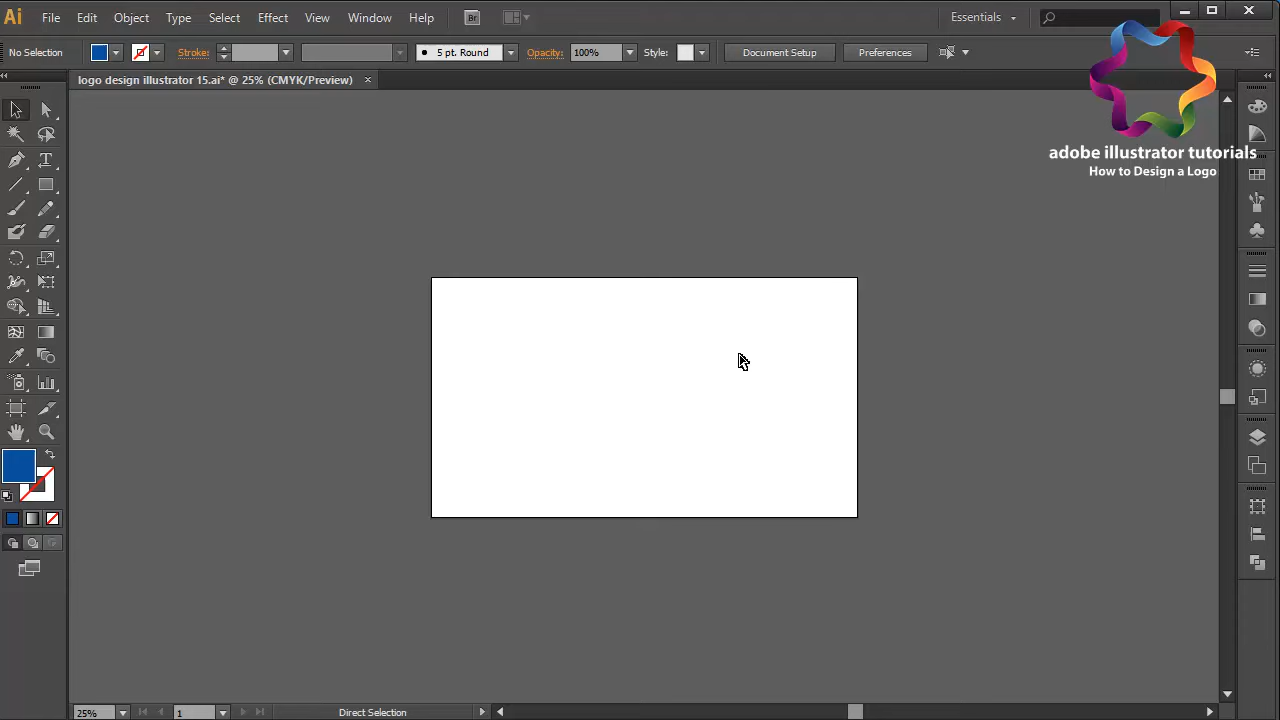 Ai File Edit Object Type Select Effect View Window Help Br Essentials
No Selection Stroke: 5 pt. Round Opacity: 100% Style: Document Setup Preferences
logo design illustrator 15.ai* @ 25% (CMYK/Preview)
adobe illustrator tutorials
How to Design a Logo
25% 1 Direct Selection